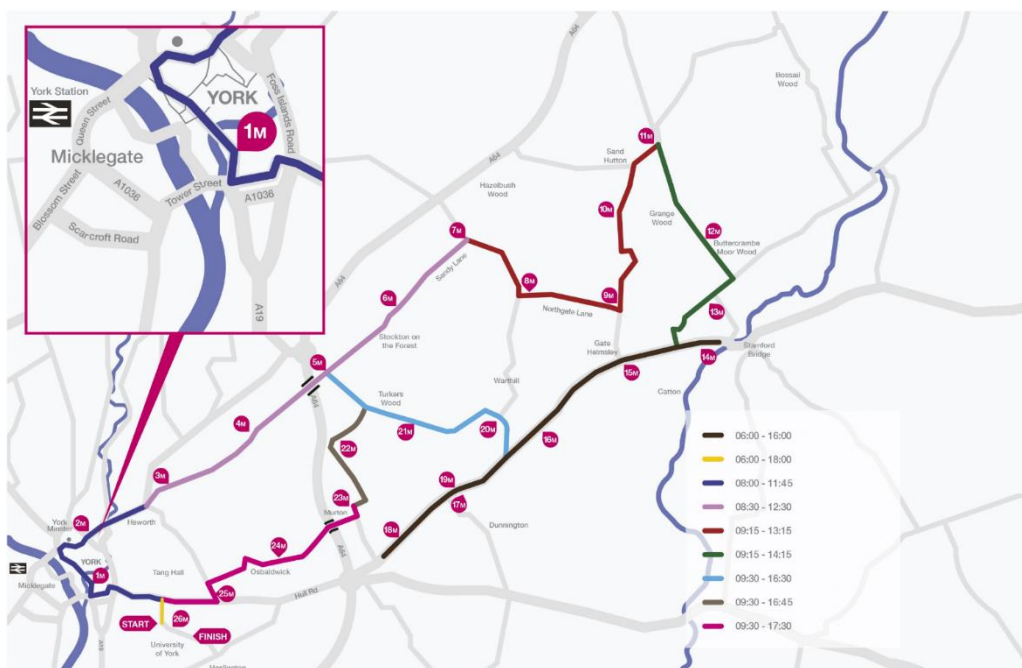 York Station
Queen Street
Micklegate
Blossom Street
Scarcroft Road
A1036
Tower Street
A1036
YORK
Foss Islands Road
1M
A19
A64
A64
A64
Bossall
Wood
Sand
Hutton
11M
Hazelbush
Wood
10M
Grange
Wood
12M
Buttercrambe
Moor Wood
7M
Sandy Lane
8M
9M
Northgate Lane
13M
6M
Stockton on
the Forest
Gate
Helmsley
Stamford
Bridge
14M
15M
5M
A64
Warthill
Catton
Turkers
Wood
4M
21M
20M
16M
22M
3M
19M
17M
23M
Murton
Dunnington
18M
2M
Heworth
York
Minster
YORK
Micklegate
1M
A19
Tang Hall
24M
Osbaldwick
A64
25M
Hull Rd
START
26M
FINISH
University
of York
Heslington
06:00 - 16:00
06:00 - 18:00
08:00 - 11:45
08:30 - 12:30
09:15 - 13:15
09:15 - 14:15
09:30 - 16:30
09:30 - 16:45
09:30 - 17:30